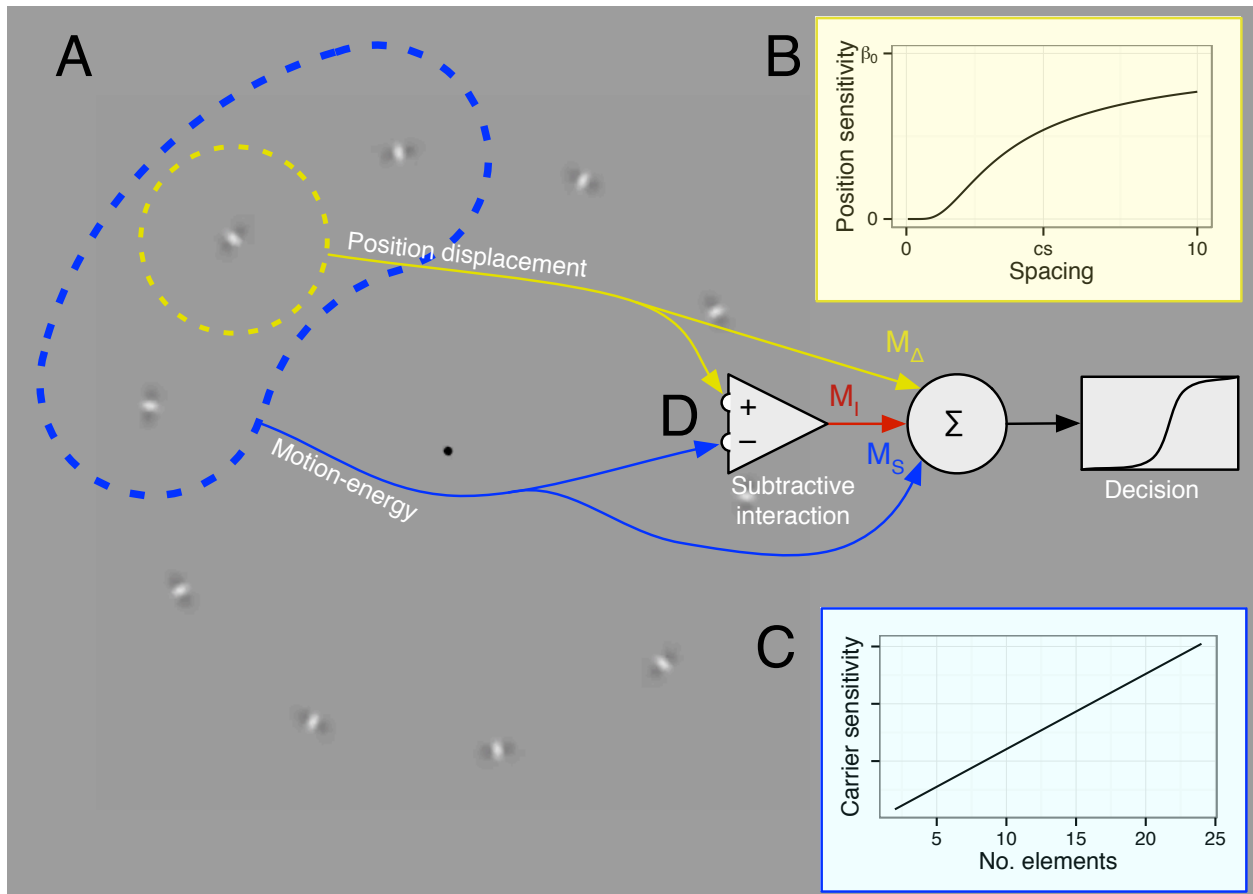 A
B
β₀
Position sensitivity
0
0
cs
10
Spacing
Position displacement
M_Δ
D
+
−
M_I
Σ
M_S
Motion-energy
Subtractive
interaction
Decision
C
Carrier sensitivity
5
10
15
20
25
No. elements